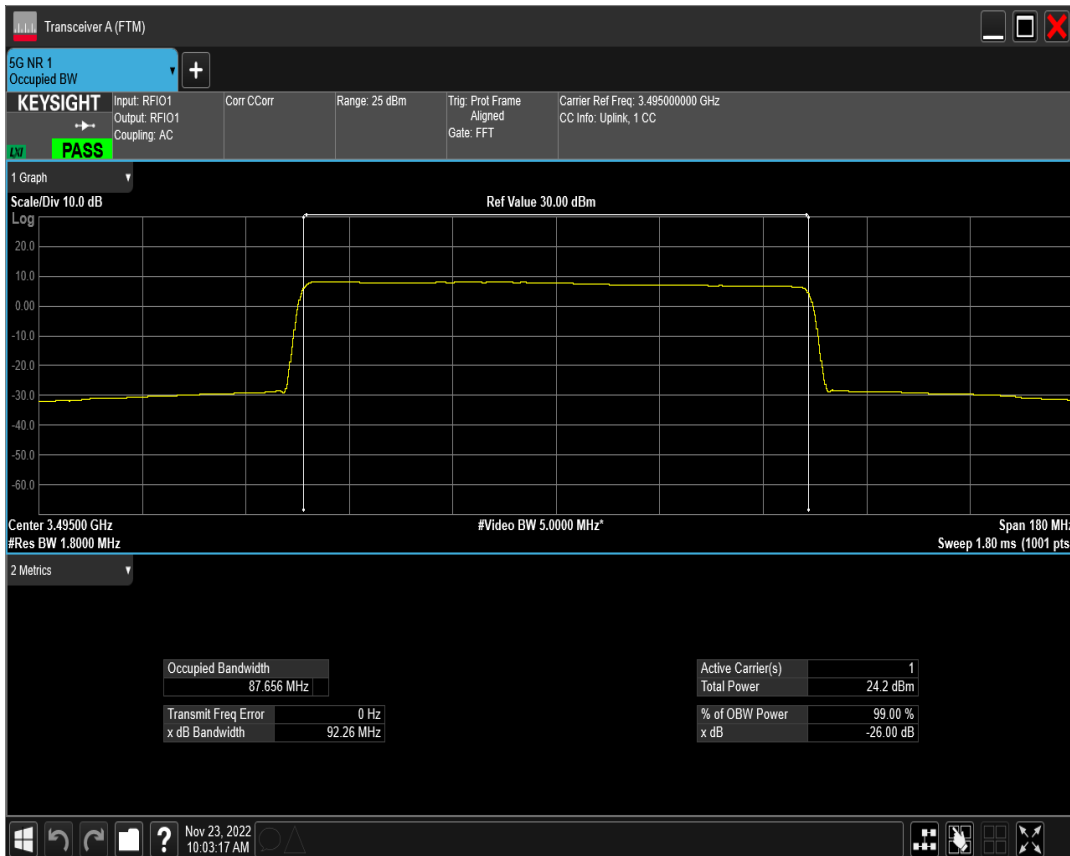 Transceiver A (FTM)
5G NR 1
Occupied BW
+
KEYSIGHT
LXI
PASS
Input: RFIO1
Output: RFIO1
Coupling: AC
Corr CCorr
Range: 25 dBm
Trig: Prot Frame
Aligned
Gate: FFT
Carrier Ref Freq: 3.495000000 GHz
CC Info: Uplink, 1 CC
1 Graph
Scale/Div 10.0 dB
Ref Value 30.00 dBm
Log
20.0
10.0
0.00
-10.0
-20.0
-30.0
-40.0
-50.0
-60.0
Center 3.49500 GHz
#Video BW 5.0000 MHz*
Span 180 MHz
#Res BW 1.8000 MHz
Sweep 1.80 ms (1001 pts
2 Metrics
Occupied Bandwidth
87.656 MHz
Transmit Freq Error 0 Hz
x dB Bandwidth 92.26 MHz
Active Carrier(s) 1
Total Power 24.2 dBm
% of OBW Power 99.00 %
x dB -26.00 dB
?
Nov 23, 2022
10:03:17 AM